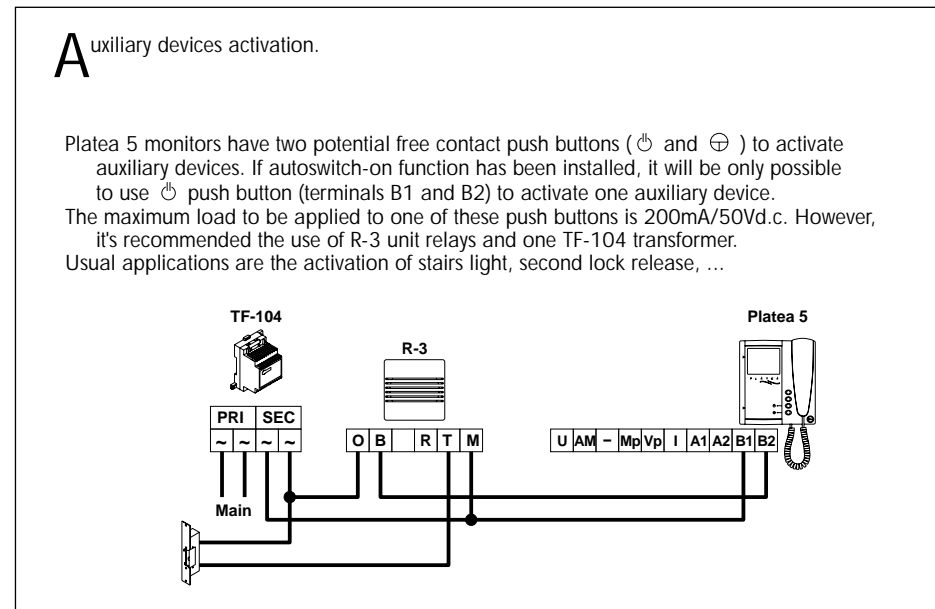 Auxiliary devices activation.
Platea 5 monitors have two potential free contact push buttons ( and ) to activate
auxiliary devices. If autoswitch-on function has been installed, it will be only possible
to use push button (terminals B1 and B2) to activate one auxiliary device.
The maximum load to be applied to one of these push buttons is 200mA/50Vd.c. However,
it's recommended the use of R-3 unit relays and one TF-104 transformer.
Usual applications are the activation of stairs light, second lock release, ...
TF-104
R-3
Platea 5
PLATEA
PRI SEC
~ ~ ~ ~
O B R T M
U AM – Mp Vp I A1 A2 B1 B2
Main